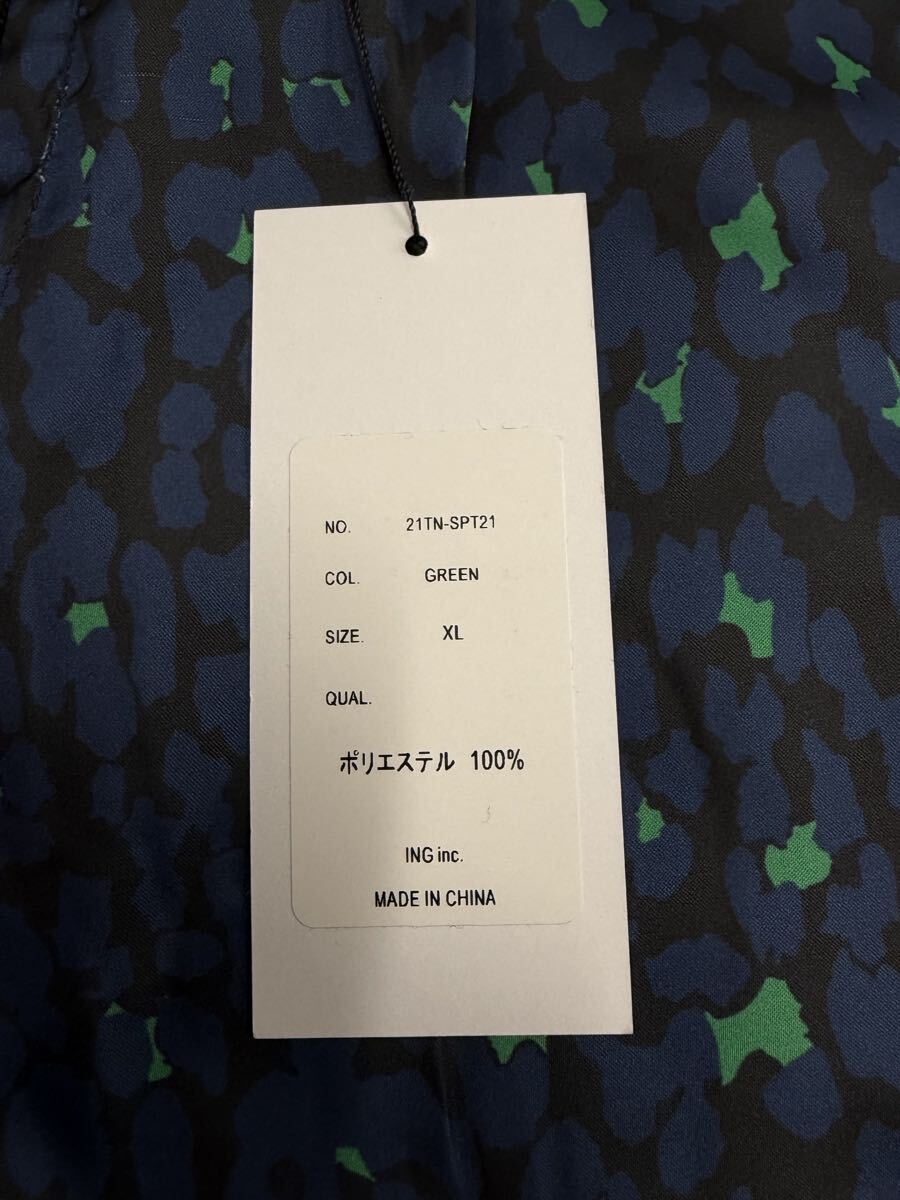 NO. 21TN-SPT21
COL. GREEN
SIZE. XL
QUAL.
ポリエステル 100%
ING inc.
MADE IN CHINA